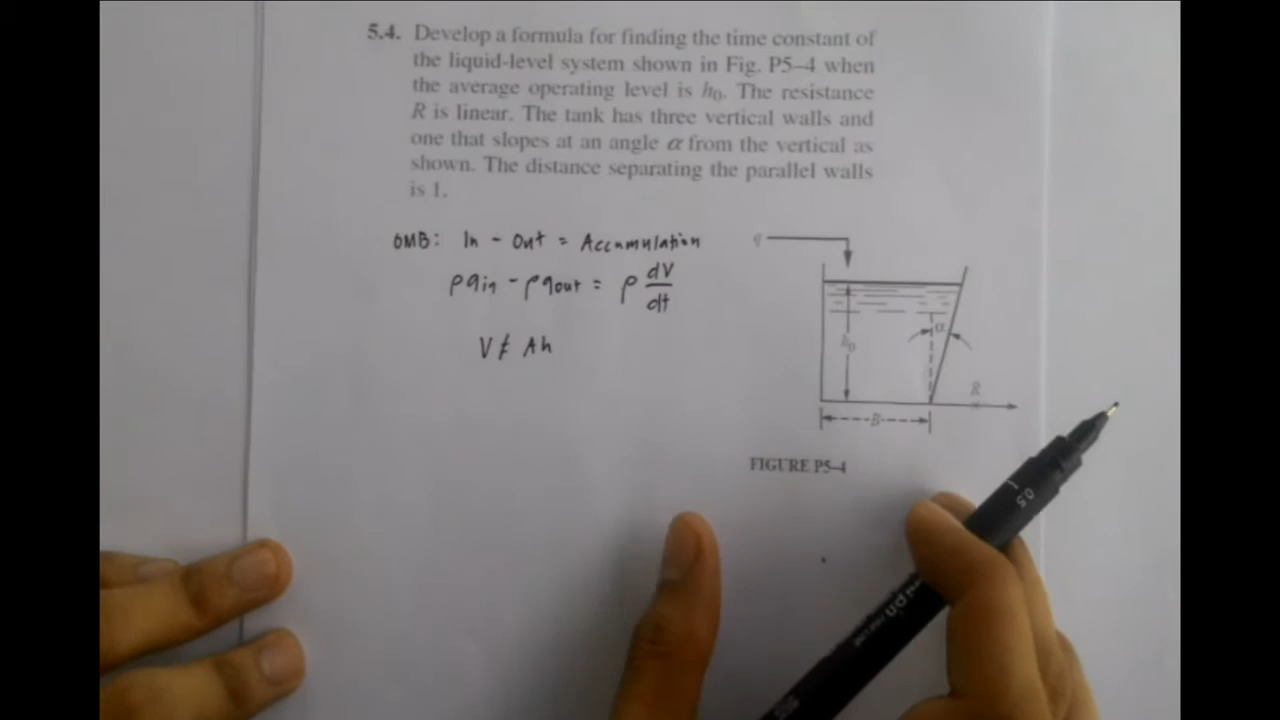 5.4. Develop a formula for finding the time constant of
the liquid-level system shown in Fig. P5-4 when
the average operating level is h₀. The resistance
R is linear. The tank has three vertical walls and
one that slopes at an angle α from the vertical as
shown. The distance separating the parallel walls
is 1.
OMB: In - Out = Accumulation
ρqin - ρqout = ρ dV/dt
V ≠ Ah
q
α
h₀
R
B
FIGURE P5-4
0.5